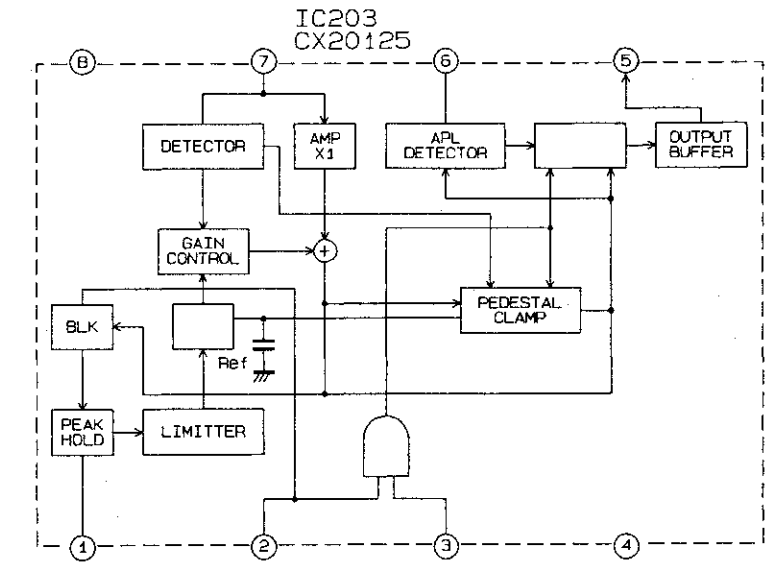 IC203
CX20125
8
7
6
5
DETECTOR
AMP
X1
APL
DETECTOR
OUTPUT
BUFFER
GAIN
CONTROL
+
PEDESTAL
CLAMP
BLK
Ref
PEAK
HOLD
LIMITTER
1
2
3
4